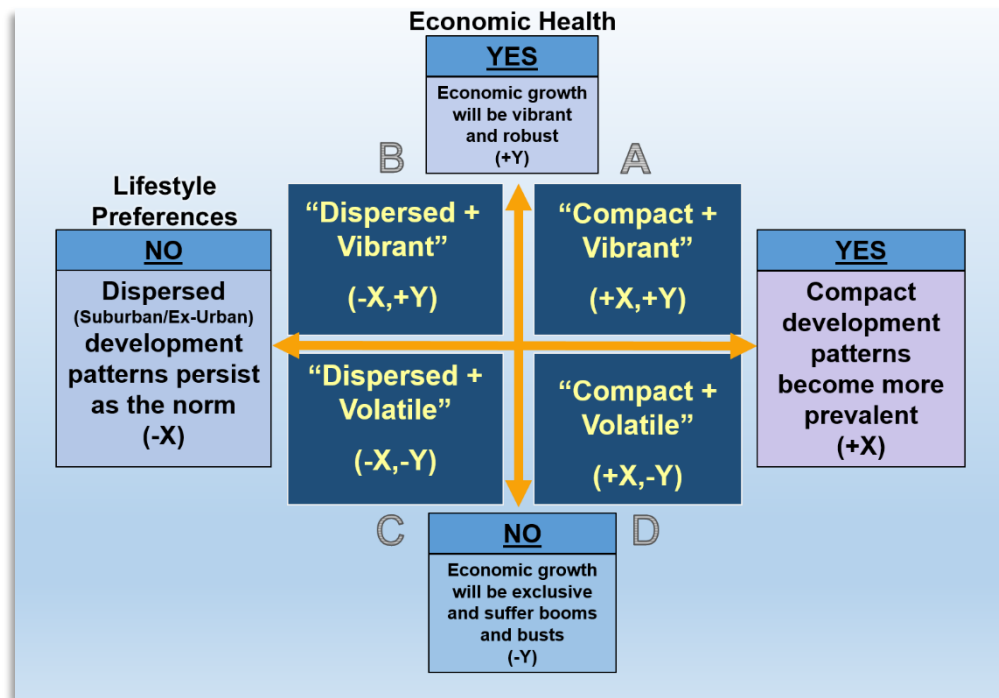 Economic Health
YES
Economic growth
will be vibrant
and robust
(+Y)
B
A
Lifestyle
Preferences
NO
Dispersed
(Suburban/Ex-Urban)
development
patterns persist
as the norm
(-X)
“Dispersed +
Vibrant”
(-X,+Y)
“Compact +
Vibrant”
(+X,+Y)
YES
Compact
development
patterns
become more
prevalent
(+X)
“Dispersed +
Volatile”
(-X,-Y)
“Compact +
Volatile”
(+X,-Y)
C
D
NO
Economic growth
will be exclusive
and suffer booms
and busts
(-Y)